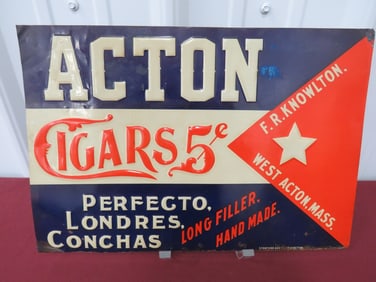 ACTON
CIGARS 5¢
F. R. KNOWLTON.
WEST ACTON, MASS.
PERFECTO,
LONDRES,
CONCHAS
LONG FILLER.
HAND MADE.